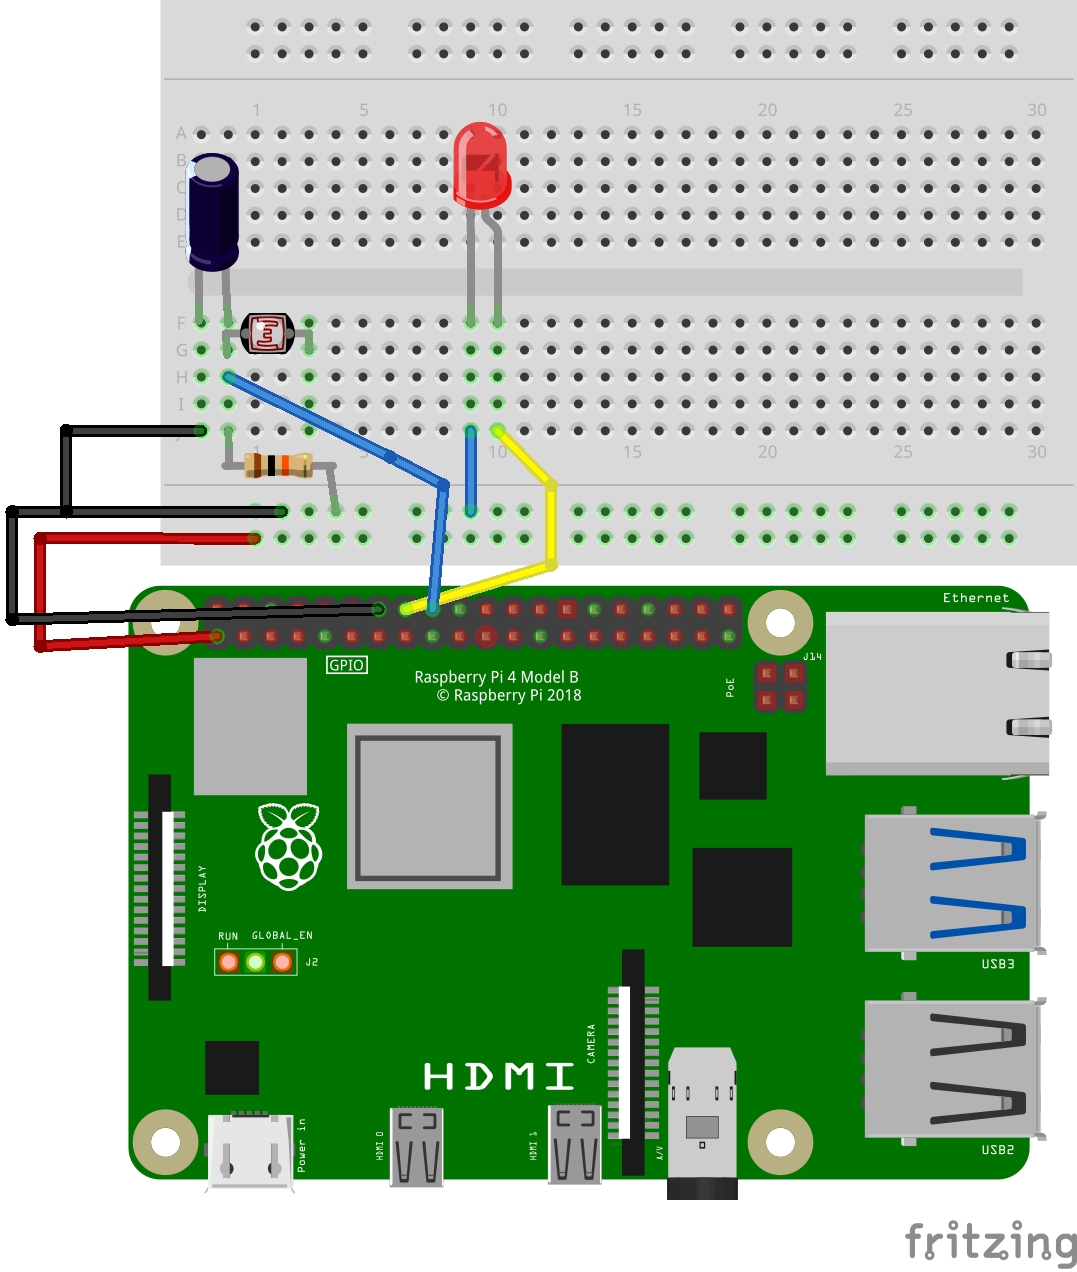 1 5 10 15 20 25 30
A
B
C
D
E
F
G
H
I
J
1 5 10 15 20 25 30
Ethernet
GPIO
J14
Raspberry Pi 4 Model B
PoE
© Raspberry Pi 2018
DISPLAY
RUN GLOBAL_EN
J2
USB3
CAMERA
HDMI
Power in
HDMI 0
HDMI 1
A/V
USB2
fritzing